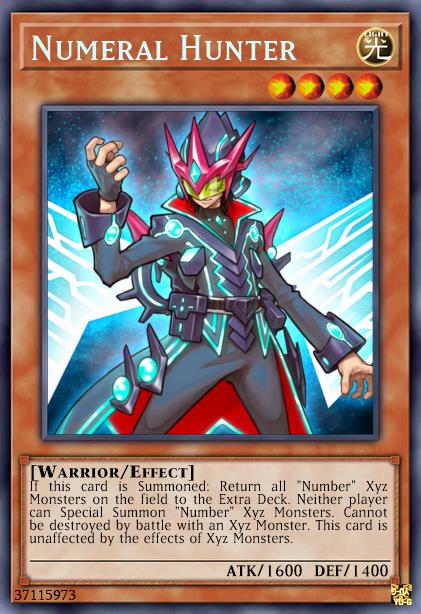 NUMERAL HUNTER
LIGHT
光
[WARRIOR/EFFECT]
If this card is Summoned: Return all "Number" Xyz
Monsters on the field to the Extra Deck. Neither player
can Special Summon "Number" Xyz Monsters. Cannot
be destroyed by battle with an Xyz Monster. This card is
unaffected by the effects of Xyz Monsters.
ATK/1600 DEF/1400
37115973